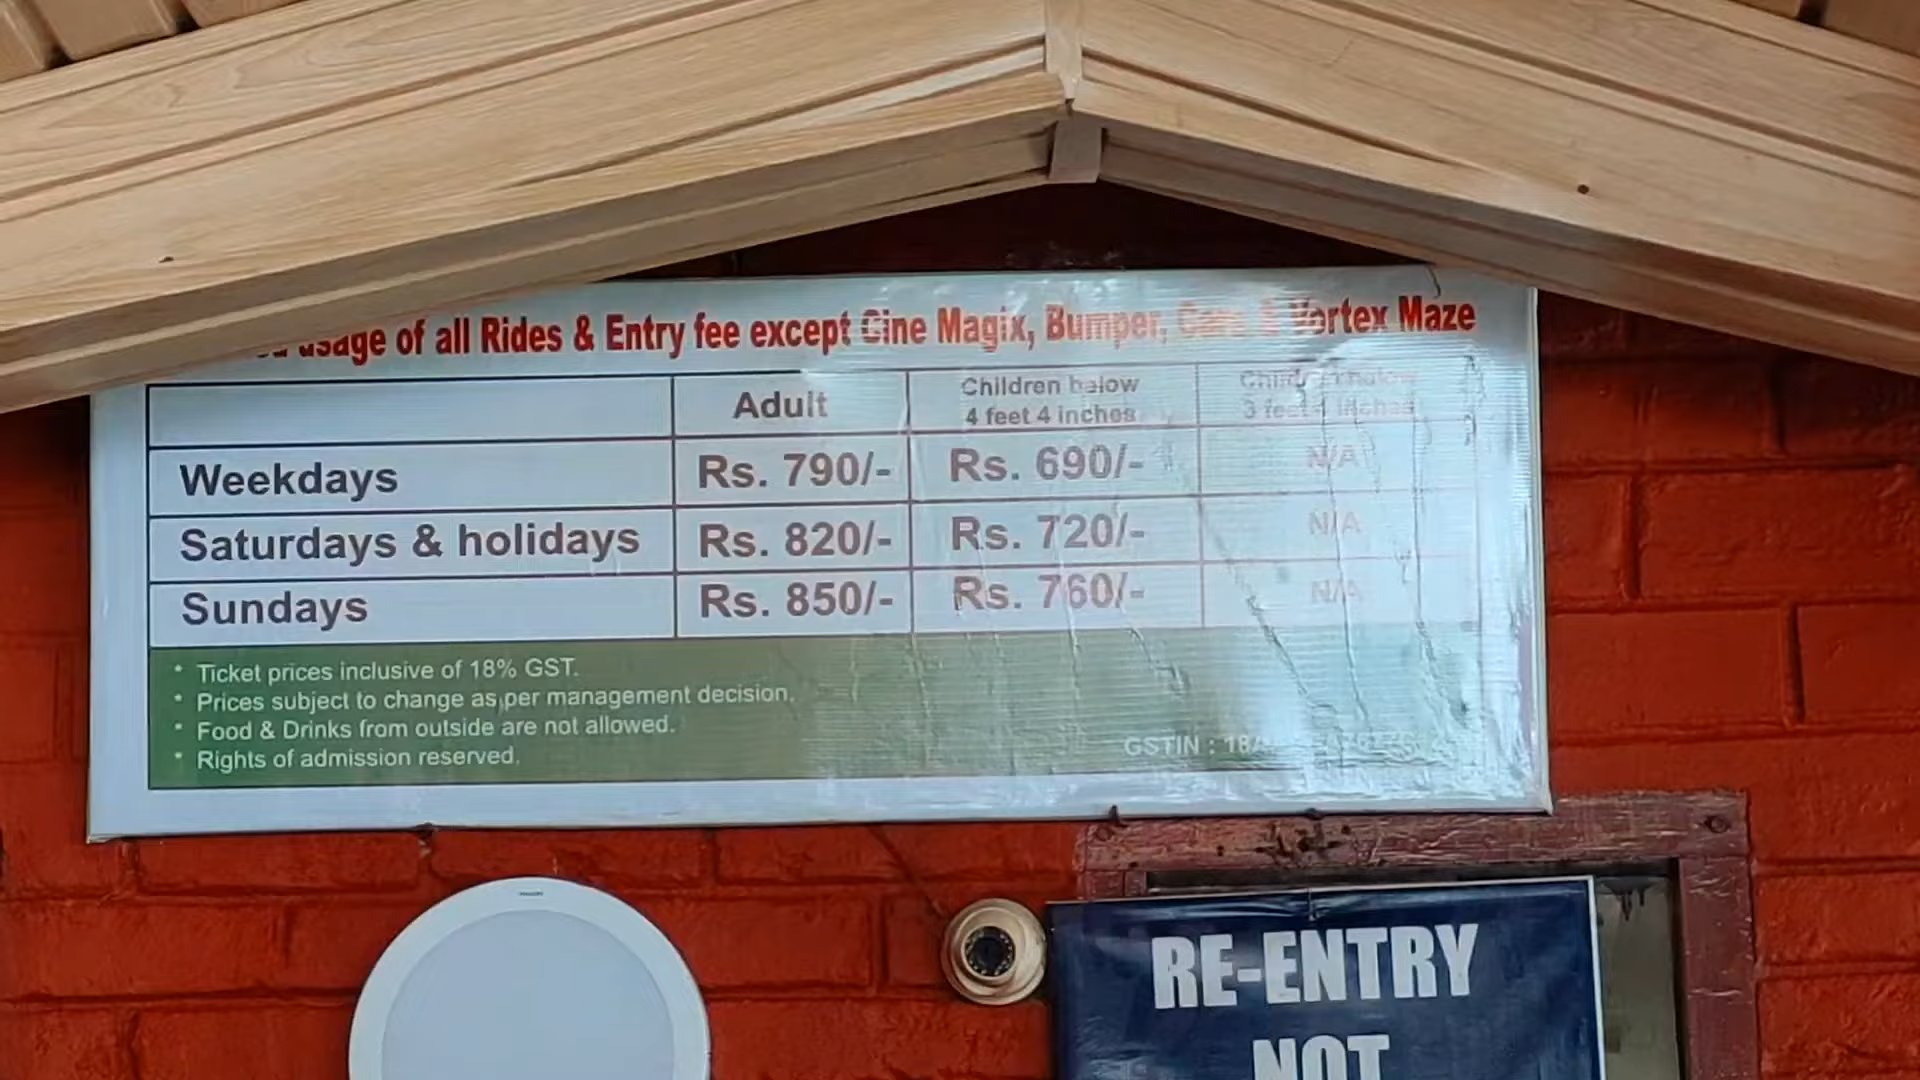 usage of all Rides & Entry fee except Cine Magix, Bumper, Cars & Vortex Maze
Adult
Children below
4 feet 4 inches
Children below
3 feet
Weekdays Rs. 790/- Rs. 690/- N/A
Saturdays & holidays Rs. 820/- Rs. 720/- N/A
Sundays Rs. 850/- Rs. 760/- N/A
* Ticket prices inclusive of 18% GST.
* Prices subject to change as per management decision.
* Food & Drinks from outside are not allowed.
* Rights of admission reserved.
GSTIN :
RE-ENTRY
NOT